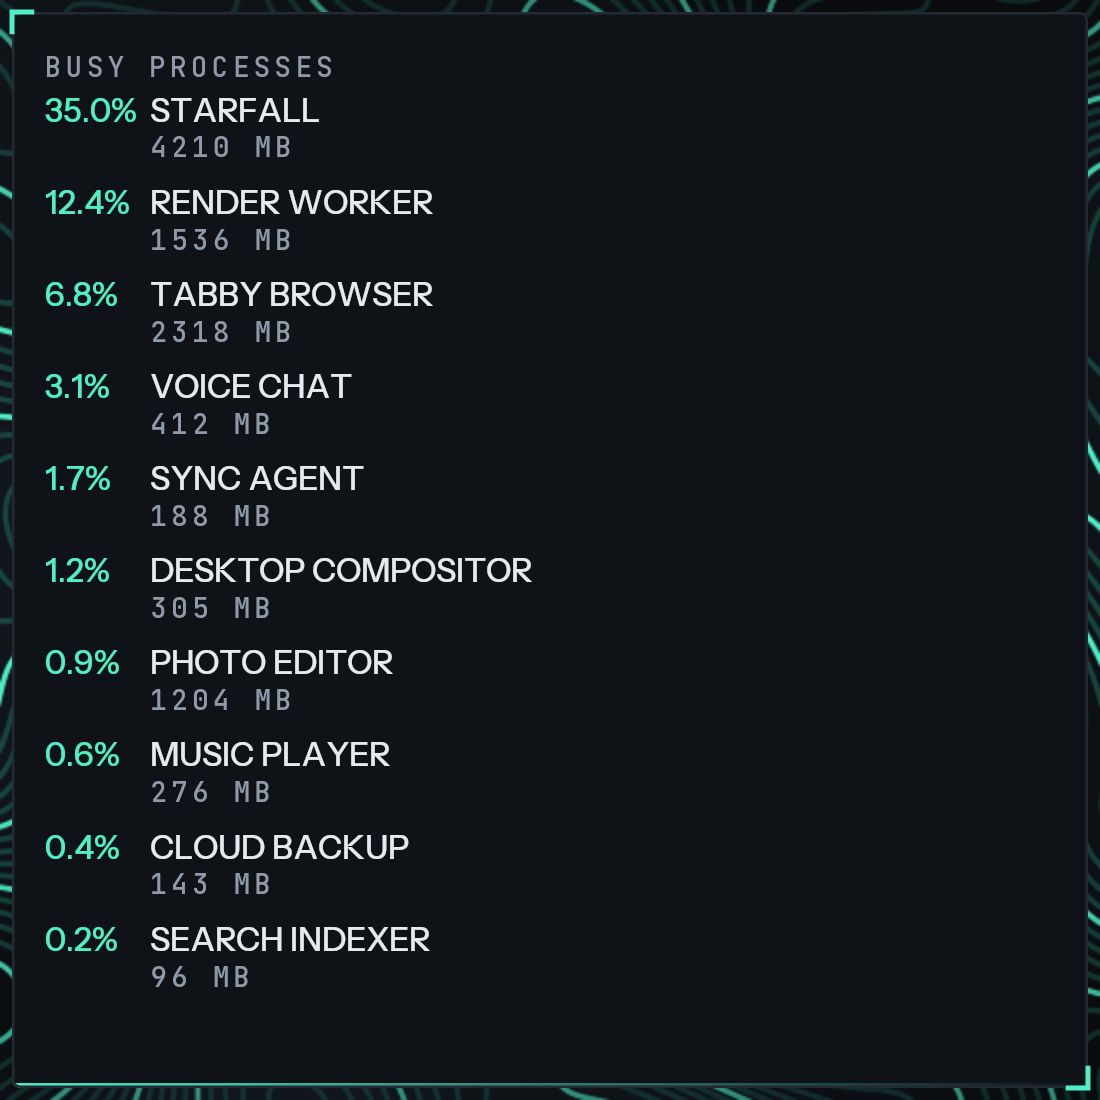 BUSY PROCESSES
35.0% STARFALL
4210 MB
12.4% RENDER WORKER
1536 MB
6.8% TABBY BROWSER
2318 MB
3.1% VOICE CHAT
412 MB
1.7% SYNC AGENT
188 MB
1.2% DESKTOP COMPOSITOR
305 MB
0.9% PHOTO EDITOR
1204 MB
0.6% MUSIC PLAYER
276 MB
0.4% CLOUD BACKUP
143 MB
0.2% SEARCH INDEXER
96 MB